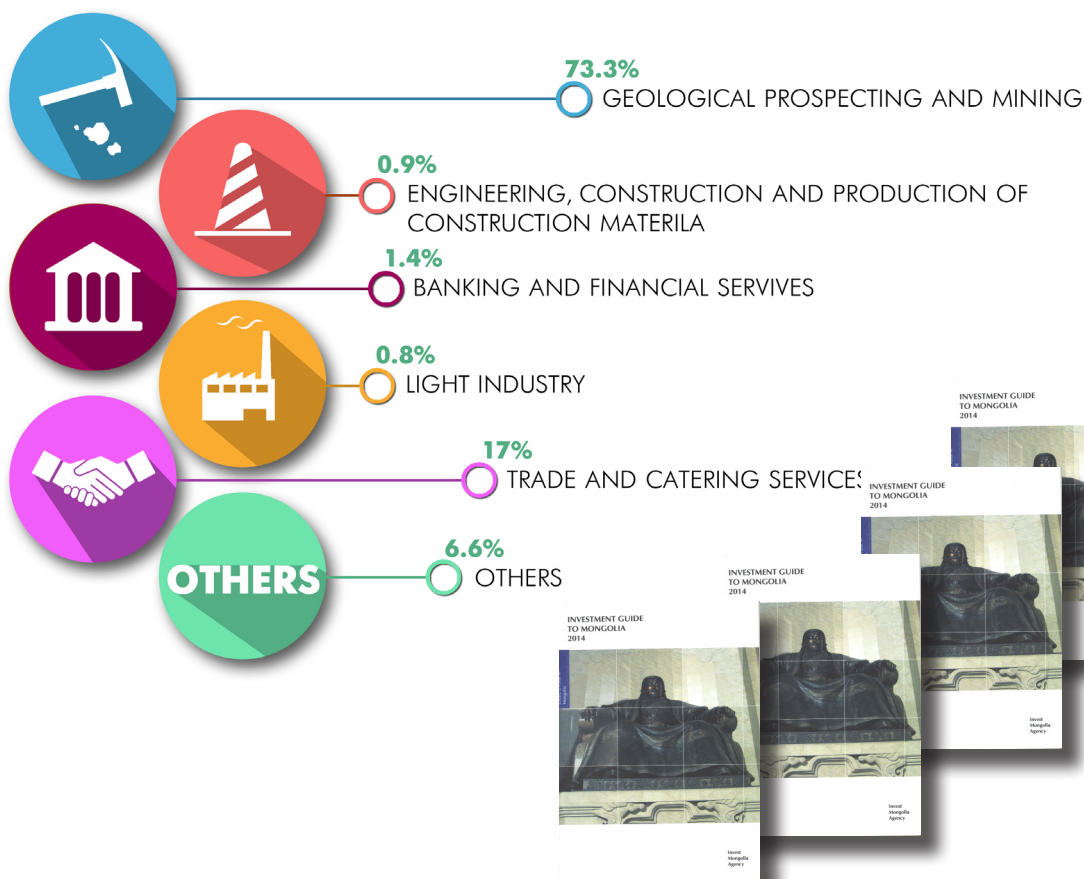 73.3%
GEOLOGICAL PROSPECTING AND MINING
0.9%
ENGINEERING, CONSTRUCTION AND PRODUCTION OF
CONSTRUCTION MATERILA
1.4%
BANKING AND FINANCIAL SERVIVES
0.8%
LIGHT INDUSTRY
17%
TRADE AND CATERING SERVICES
OTHERS
6.6%
OTHERS
INVESTMENT GUIDE
TO MONGOLIA
2014
INVESTMENT GUIDE
TO MONGOLIA
2014
Invest
Mongolia
Agency
INVESTMENT GUIDE
TO MONGOLIA
2014
Invest
Mongolia
Agency
INVESTMENT GUIDE
TO MONGOLIA
2014
Invest
Mongolia
Agency